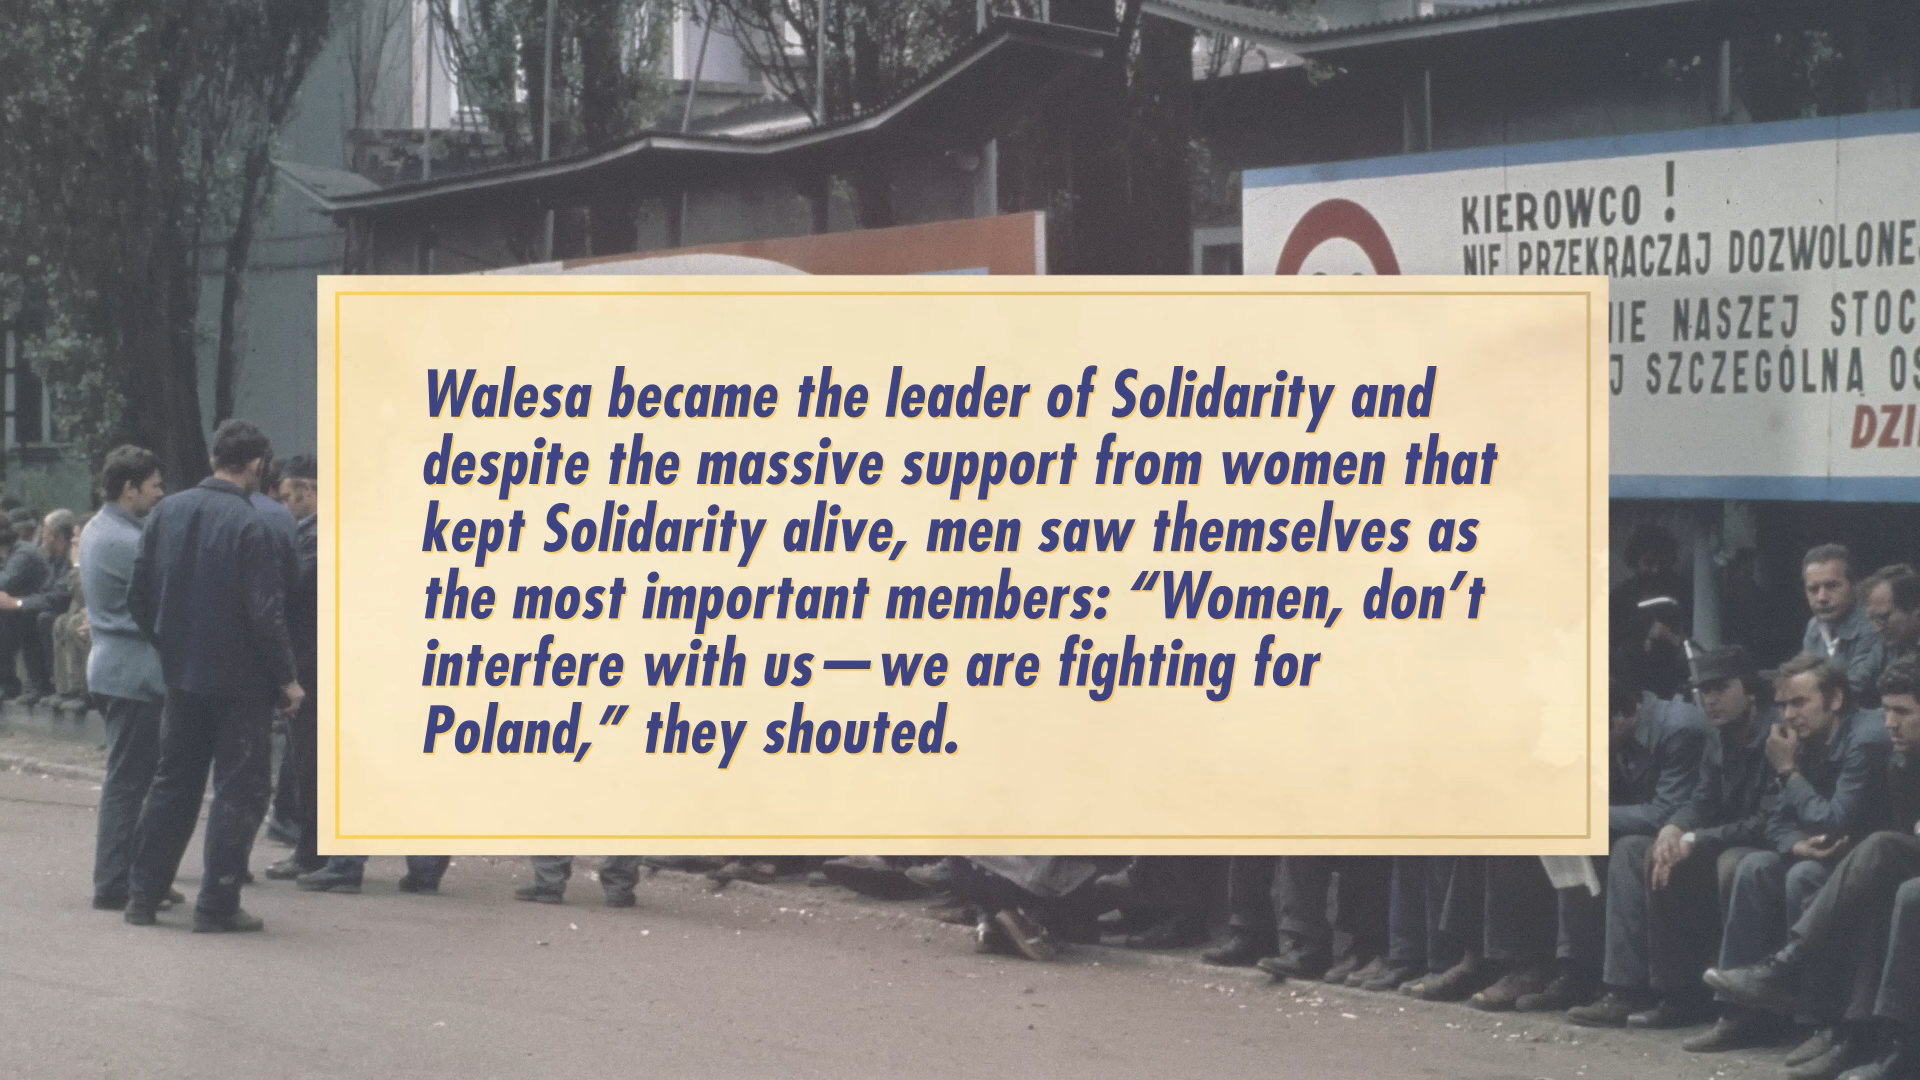 KIEROWCO !
NIE PRZEKRACZAJ DOZWOLONE
NIE NASZEJ STOC
J SZCZEGÓLNĄ OS
DZI
Walesa became the leader of Solidarity and
despite the massive support from women that
kept Solidarity alive, men saw themselves as
the most important members: “Women, don’t
interfere with us—we are fighting for
Poland,” they shouted.